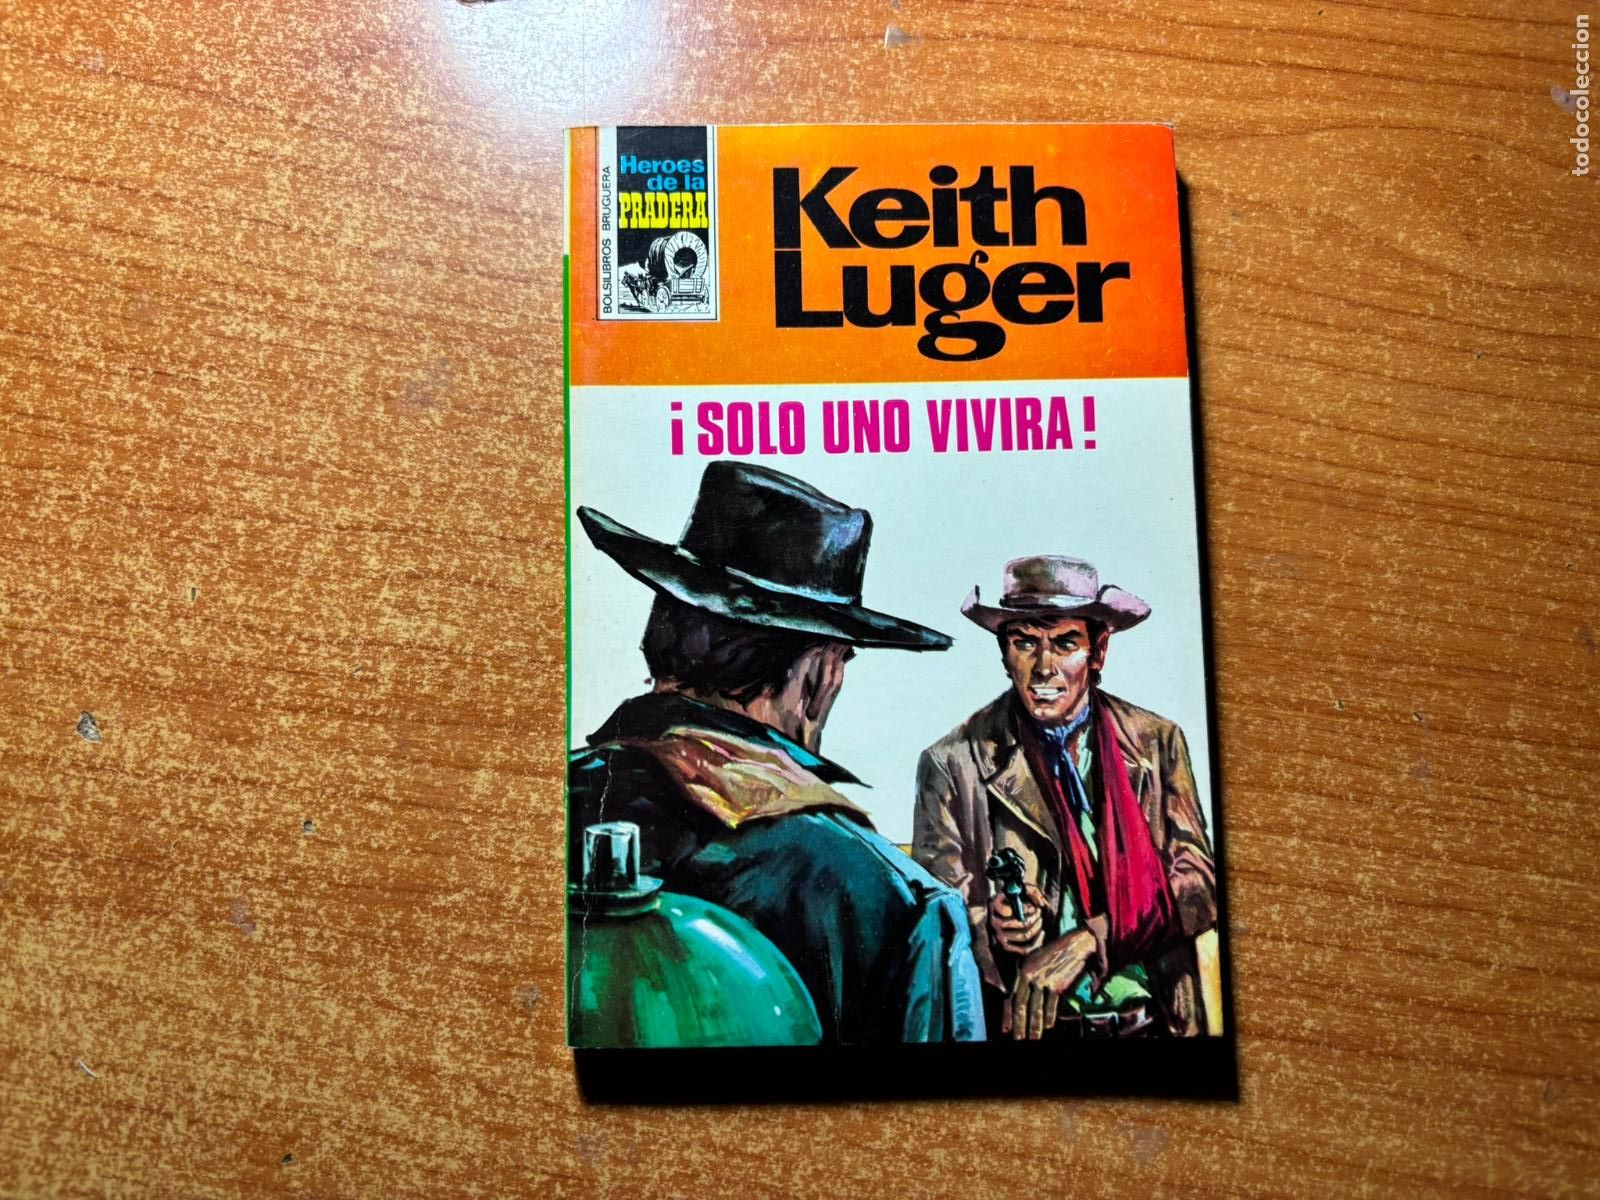 BOLSILIBROS BRUGUERA
Heroes
de la
PRADERA
Keith
Luger
¡SOLO UNO VIVIRA!
todocoleccion